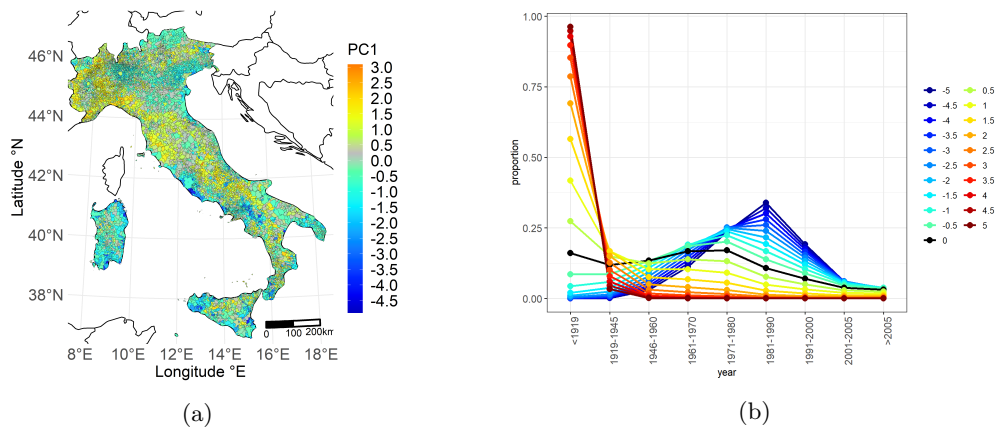 PC1
3.0
2.5
2.0
1.5
1.0
0.5
0.0
-0.5
-1.0
-1.5
-2.0
-2.5
-3.0
-3.5
-4.0
-4.5
46°N
44°N
42°N
40°N
38°N
Latitude °N
0 100 200km
8°E 10°E 12°E 14°E 16°E 18°E
Longitude °E
(a)
1.00
0.75
0.50
0.25
0.00
proportion
<1919 1919-1945 1946-1960 1961-1970 1971-1980 1981-1990 1991-2000 2001-2005 >2005
year
-5 0.5
-4.5 1
-4 1.5
-3.5 2
-3 2.5
-2.5 3
-2 3.5
-1.5 4
-1 4.5
-0.5 5
0
(b)